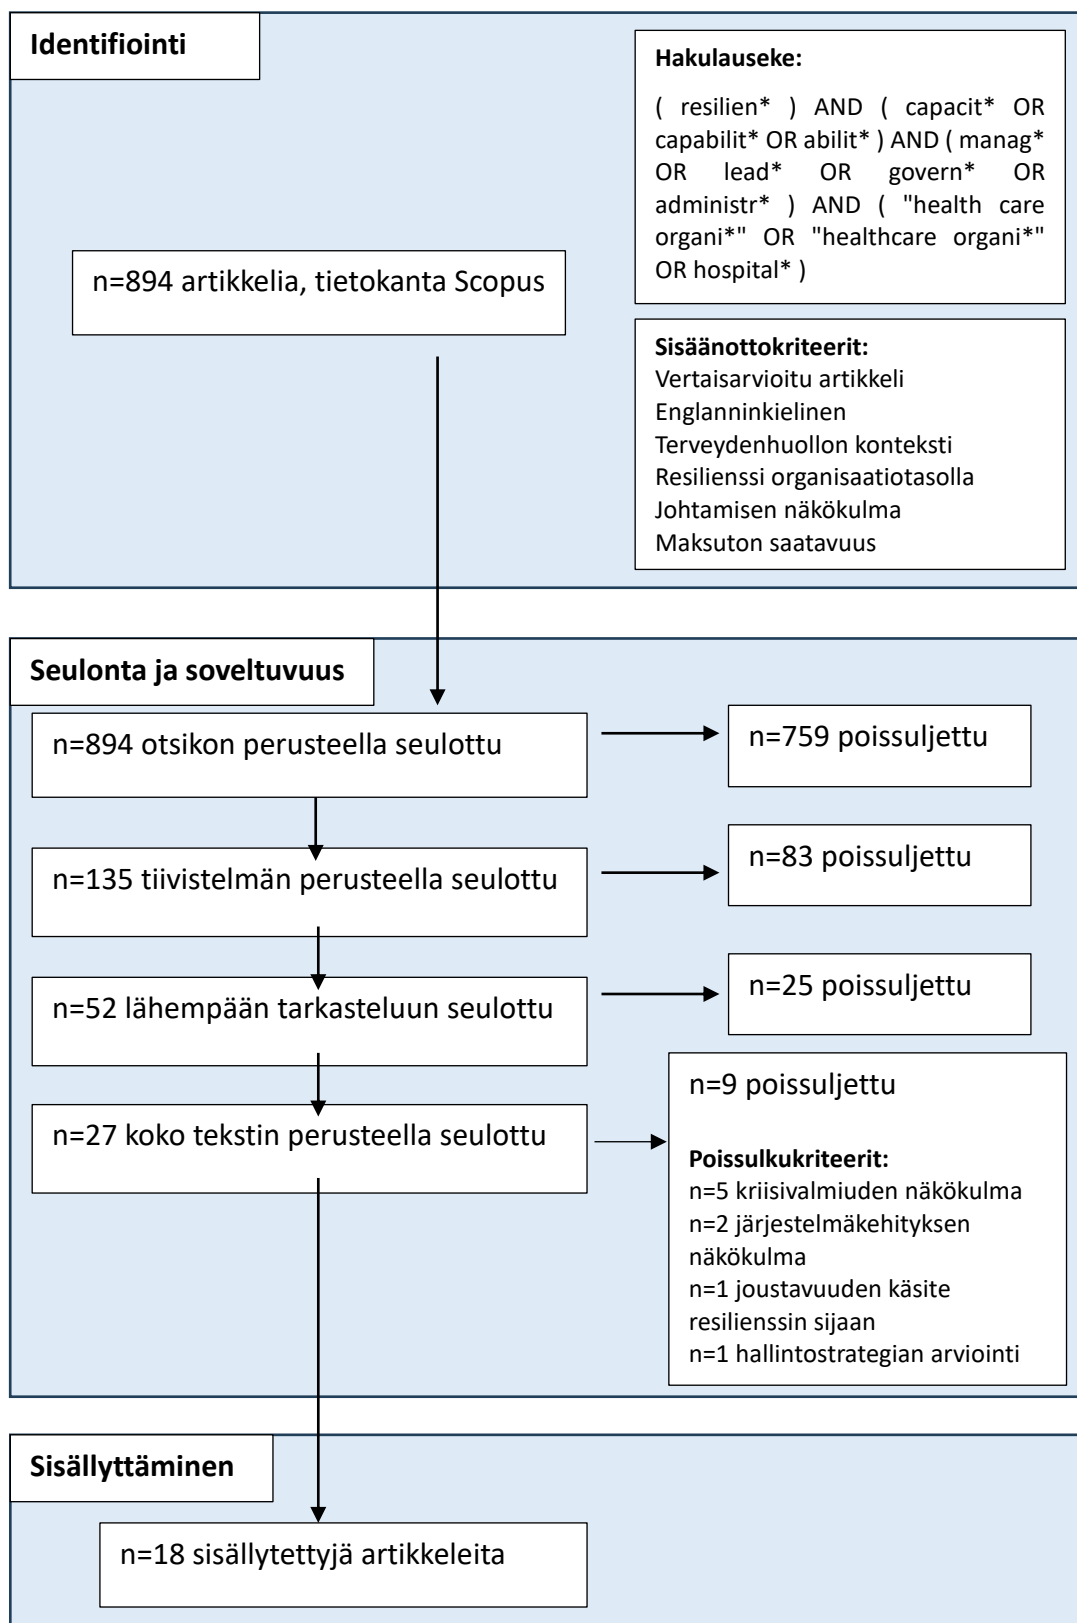 Identifiointi
Hakulauseke:
( resilien* ) AND ( capacit* OR
capabilit* OR abilit* ) AND ( manag*
OR lead* OR govern* OR
administr* ) AND ( "health care
organi*" OR "healthcare organi*"
OR hospital* )
n=894 artikkelia, tietokanta Scopus
Sisäänottokriteerit:
Vertaisarvioitu artikkeli
Englanninkielinen
Terveydenhuollon konteksti
Resilienssi organisaatiotasolla
Johtamisen näkökulma
Maksuton saatavuus
Seulonta ja soveltuvuus
n=894 otsikon perusteella seulottu
n=759 poissuljettu
n=135 tiivistelmän perusteella seulottu
n=83 poissuljettu
n=52 lähempään tarkasteluun seulottu
n=25 poissuljettu
n=27 koko tekstin perusteella seulottu
n=9 poissuljettu
Poissulkukriteerit:
n=5 kriisivalmiuden näkökulma
n=2 järjestelmäkehityksen
näkökulma
n=1 joustavuuden käsite
resilienssin sijaan
n=1 hallintostrategian arviointi
Sisällyttäminen
n=18 sisällytettyjä artikkeleita